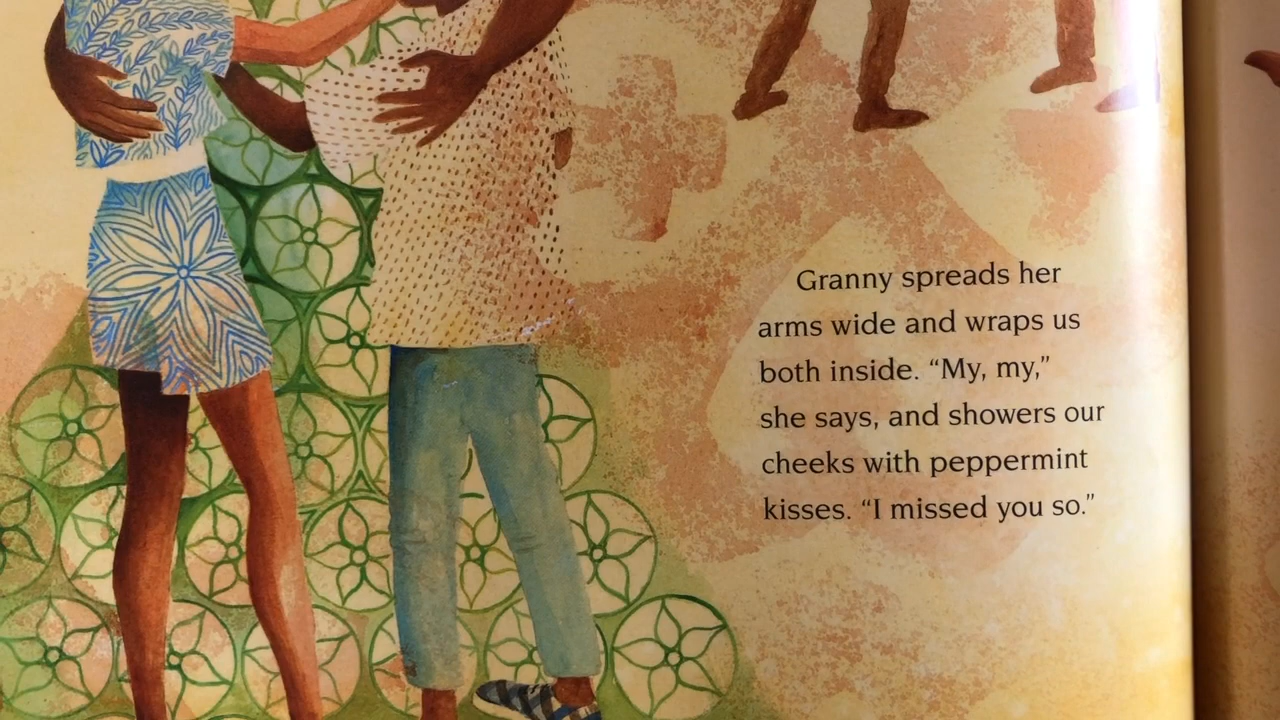 Granny spreads her
arms wide and wraps us
both inside. “My, my,”
she says, and showers our
cheeks with peppermint
kisses. “I missed you so.”